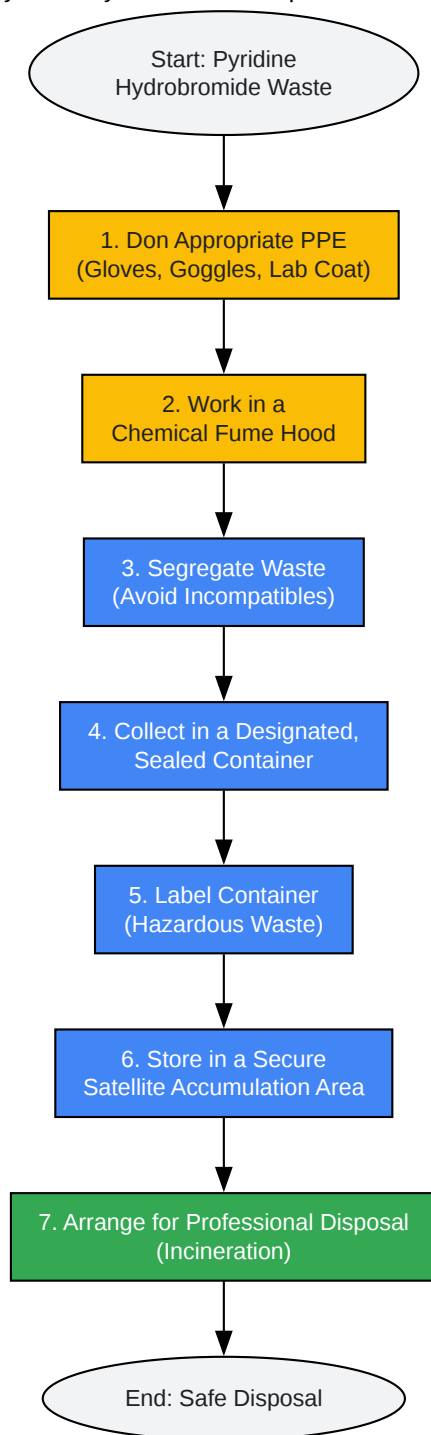 Start: Pyridine
Hydrobromide Waste
1. Don Appropriate PPE
(Gloves, Goggles, Lab Coat)
2. Work in a
Chemical Fume Hood
3. Segregate Waste
(Avoid Incompatibles)
4. Collect in a Designated,
Sealed Container
5. Label Container
(Hazardous Waste)
6. Store in a Secure
Satellite Accumulation Area
7. Arrange for Professional Disposal
(Incineration)
End: Safe Disposal